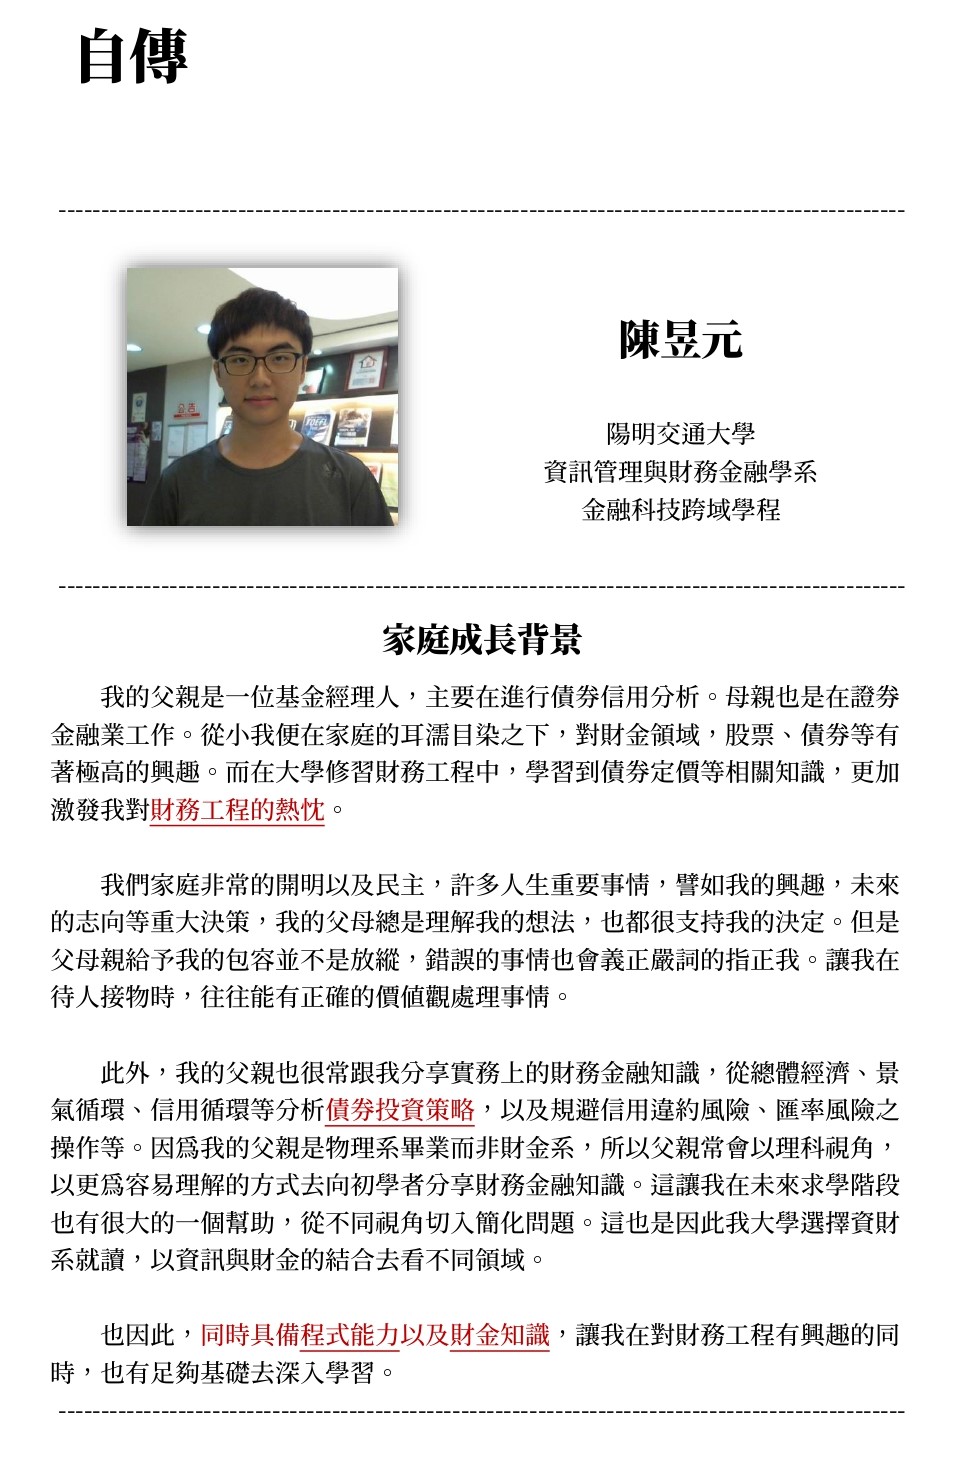 自傳
公告
TOEFL
陳昱元
陽明交通大學
資訊管理與財務金融學系
金融科技跨域學程
家庭成長背景
我的父親是一位基金經理人，主要在進行債券信用分析。母親也是在證券
金融業工作。從小我便在家庭的耳濡目染之下，對財金領域，股票、債券等有
著極高的興趣。而在大學修習財務工程中，學習到債券定價等相關知識，更加
激發我對財務工程的熱忱。
我們家庭非常的開明以及民主，許多人生重要事情，譬如我的興趣，未來
的志向等重大決策，我的父母總是理解我的想法，也都很支持我的決定。但是
父母親給予我的包容並不是放縱，錯誤的事情也會義正嚴詞的指正我。讓我在
待人接物時，往往能有正確的價值觀處理事情。
此外，我的父親也很常跟我分享實務上的財務金融知識，從總體經濟、景
氣循環、信用循環等分析債券投資策略，以及規避信用違約風險、匯率風險之
操作等。因為我的父親是物理系畢業而非財金系，所以父親常會以理科視角，
以更為容易理解的方式去向初學者分享財務金融知識。這讓我在未來求學階段
也有很大的一個幫助，從不同視角切入簡化問題。這也是因此我大學選擇資財
系就讀，以資訊與財金的結合去看不同領域。
也因此，同時具備程式能力以及財金知識，讓我在對財務工程有興趣的同
時，也有足夠基礎去深入學習。